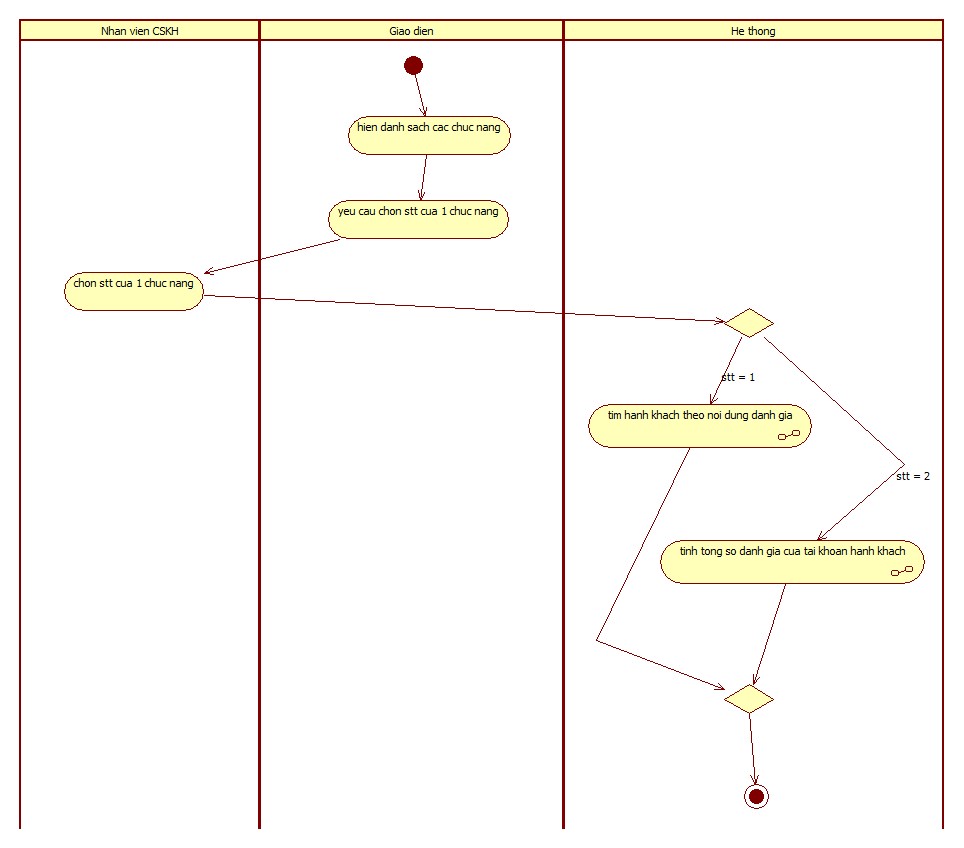 Nhan vien CSKH
Giao dien
He thong
hien danh sach cac chuc nang
yeu cau chon stt cua 1 chuc nang
chon stt cua 1 chuc nang
stt = 1
tim hanh khach theo noi dung danh gia
stt = 2
tinh tong so danh gia cua tai khoan hanh khach